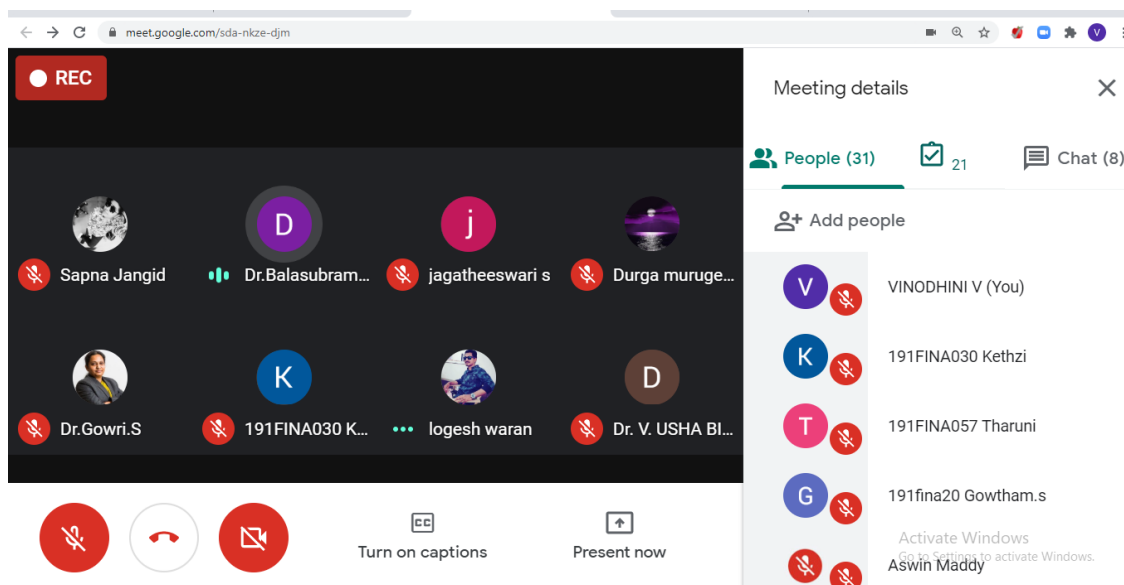 meet.google.com/sda-nkze-djm
V
REC
Meeting details
People (31)
21
Chat (8)
Add people
D
j
Sapna Jangid
Dr.Balasubram...
jagatheeswari s
Durga muruge...
K
D
Dr.Gowri.S
191FINA030 K...
logesh waran
Dr. V. USHA BI...
V
VINODHINI V (You)
K
191FINA030 Kethzi
T
191FINA057 Tharuni
G
191fina20 Gowtham.s
Aswin Maddy
CC
Turn on captions
Present now
Activate Windows
Go to Settings to activate Windows.